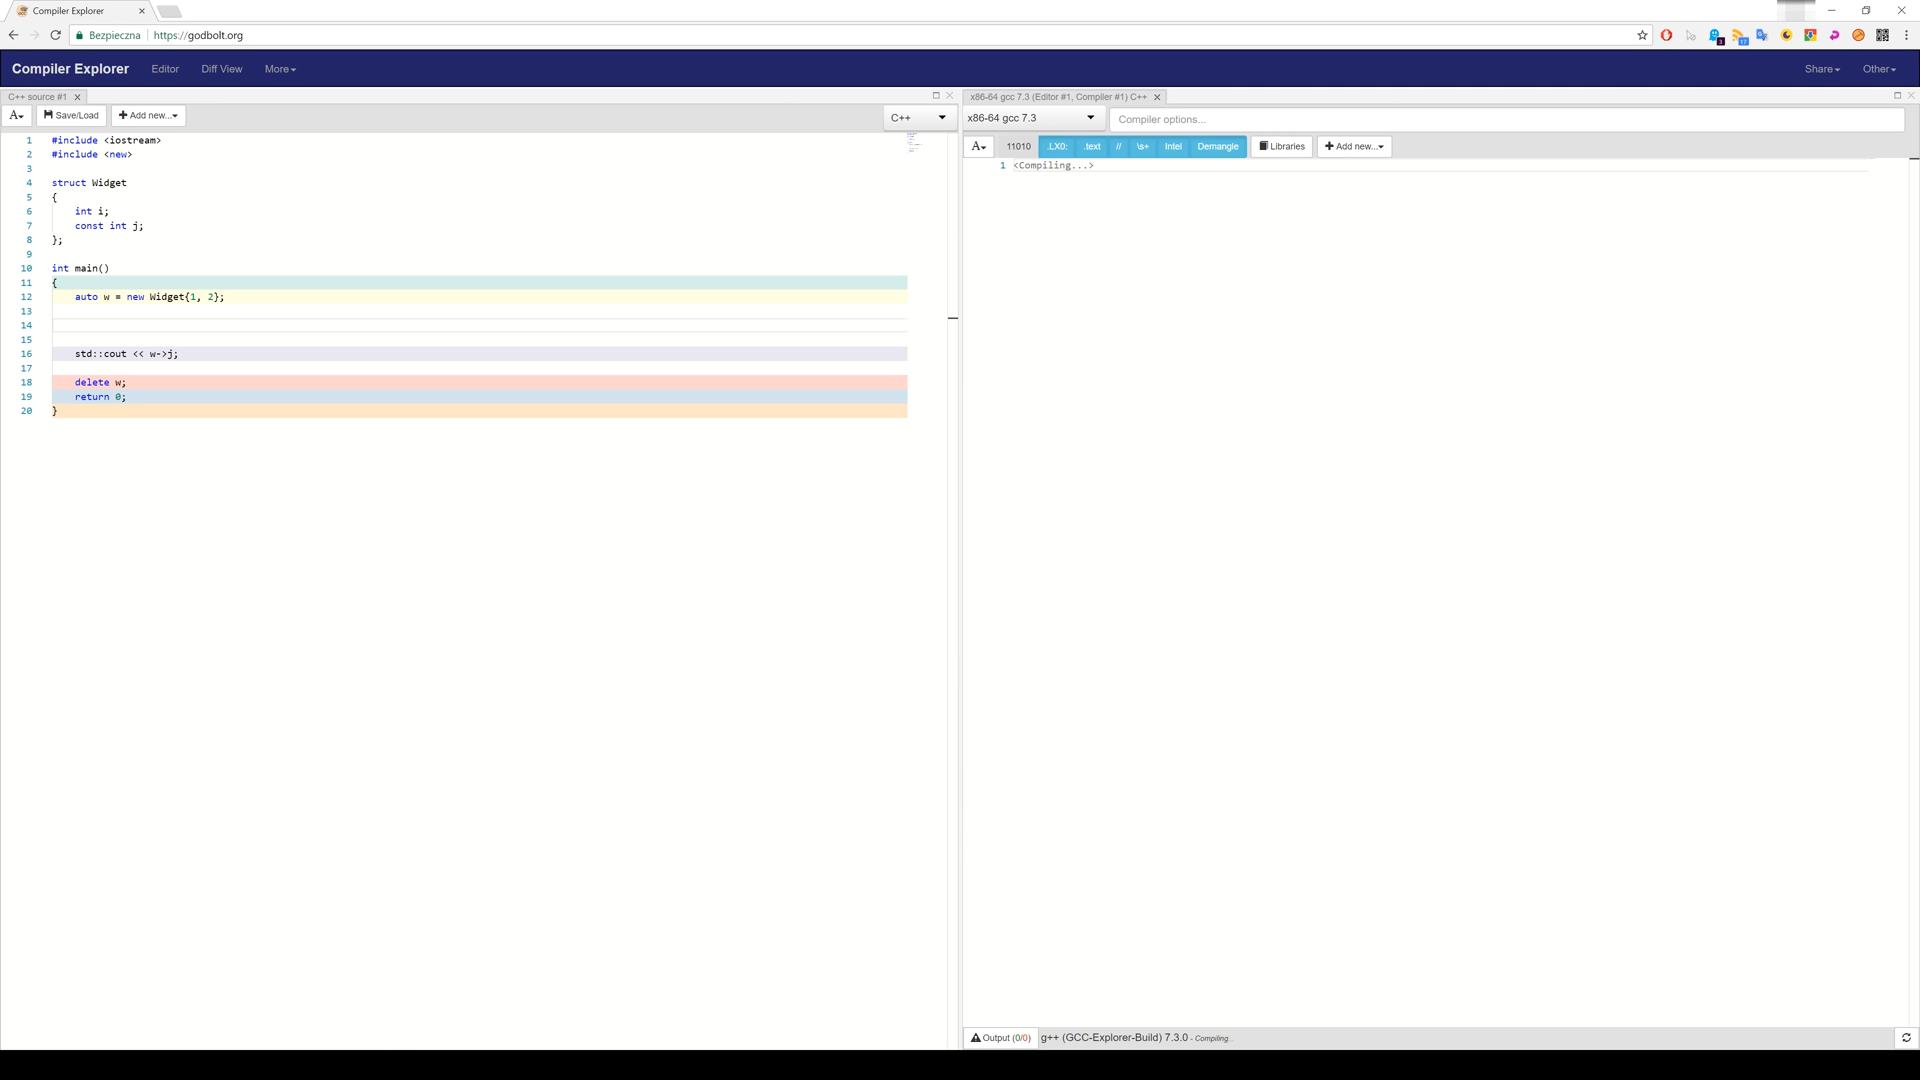 Compiler Explorer
Bezpieczna https://godbolt.org
Compiler Explorer Editor Diff View More Share Other
C++ source #1
A Save/Load Add new... C++
1 #include <iostream>
2 #include <new>
3
4 struct Widget
5 {
6 int i;
7 const int j;
8 };
9
10 int main()
11 {
12 auto w = new Widget{1, 2};
13
14
15
16 std::cout << w->j;
17
18 delete w;
19 return 0;
20 }
x86-64 gcc 7.3 (Editor #1, Compiler #1) C++
x86-64 gcc 7.3 Compiler options...
A 11010 .LX0: .text // \s+ Intel Demangle Libraries Add new...
1 <Compiling...>
Output (0/0) g++ (GCC-Explorer-Build) 7.3.0 - Compiling...